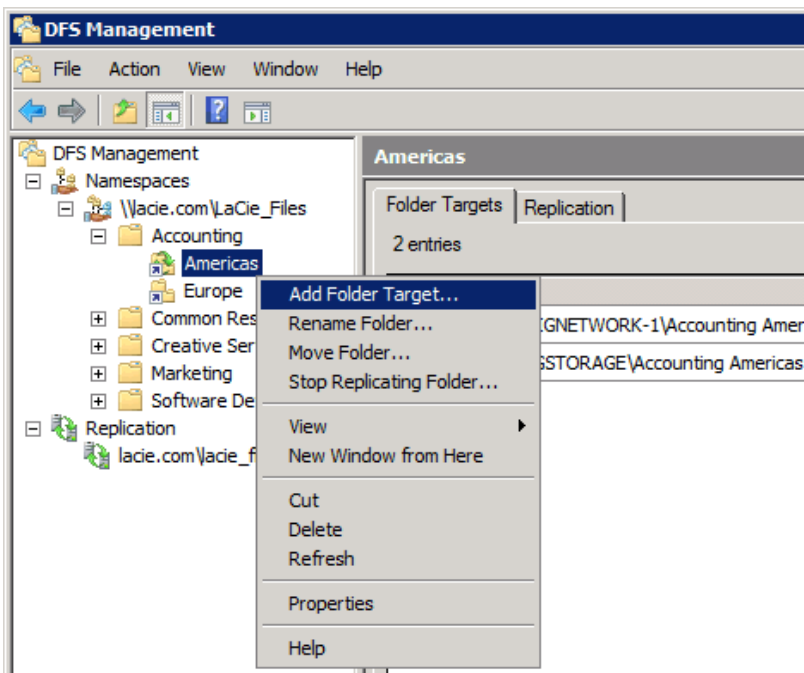 DFS Management
File Action View Window Help
DFS Management
Namespaces
\\lacie.com\LaCie_Files
Accounting
Americas
Europe
Common Res
Creative Ser
Marketing
Software De
Replication
lacie.com\lacie_f
Americas
Folder Targets Replication
2 entries
IGNETWORK-1\Accounting Amer
SSTORAGE\Accounting Americas
Add Folder Target...
Rename Folder...
Move Folder...
Stop Replicating Folder...
View
New Window from Here
Cut
Delete
Refresh
Properties
Help